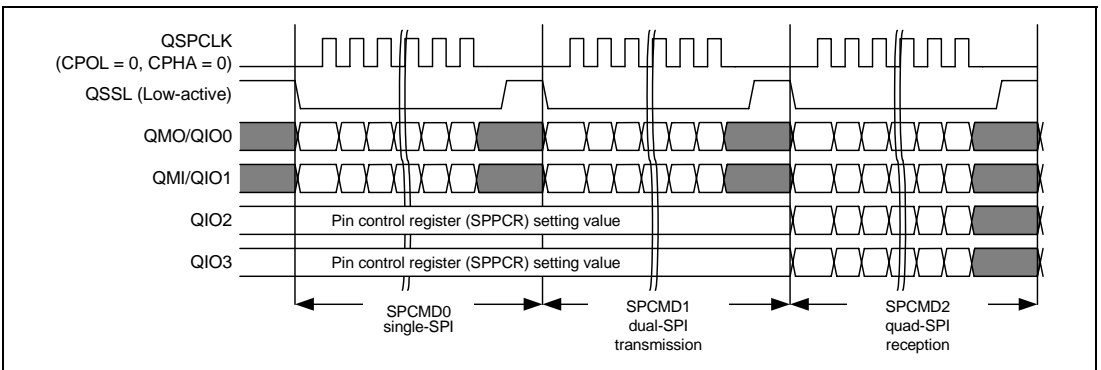 QSPCLK
(CPOL = 0, CPHA = 0)
QSSL (Low-active)
QMO/QIO0
QMI/QIO1
QIO2
Pin control register (SPPCR) setting value
QIO3
Pin control register (SPPCR) setting value
SPCMD0
single-SPI
SPCMD1
dual-SPI
transmission
SPCMD2
quad-SPI
reception